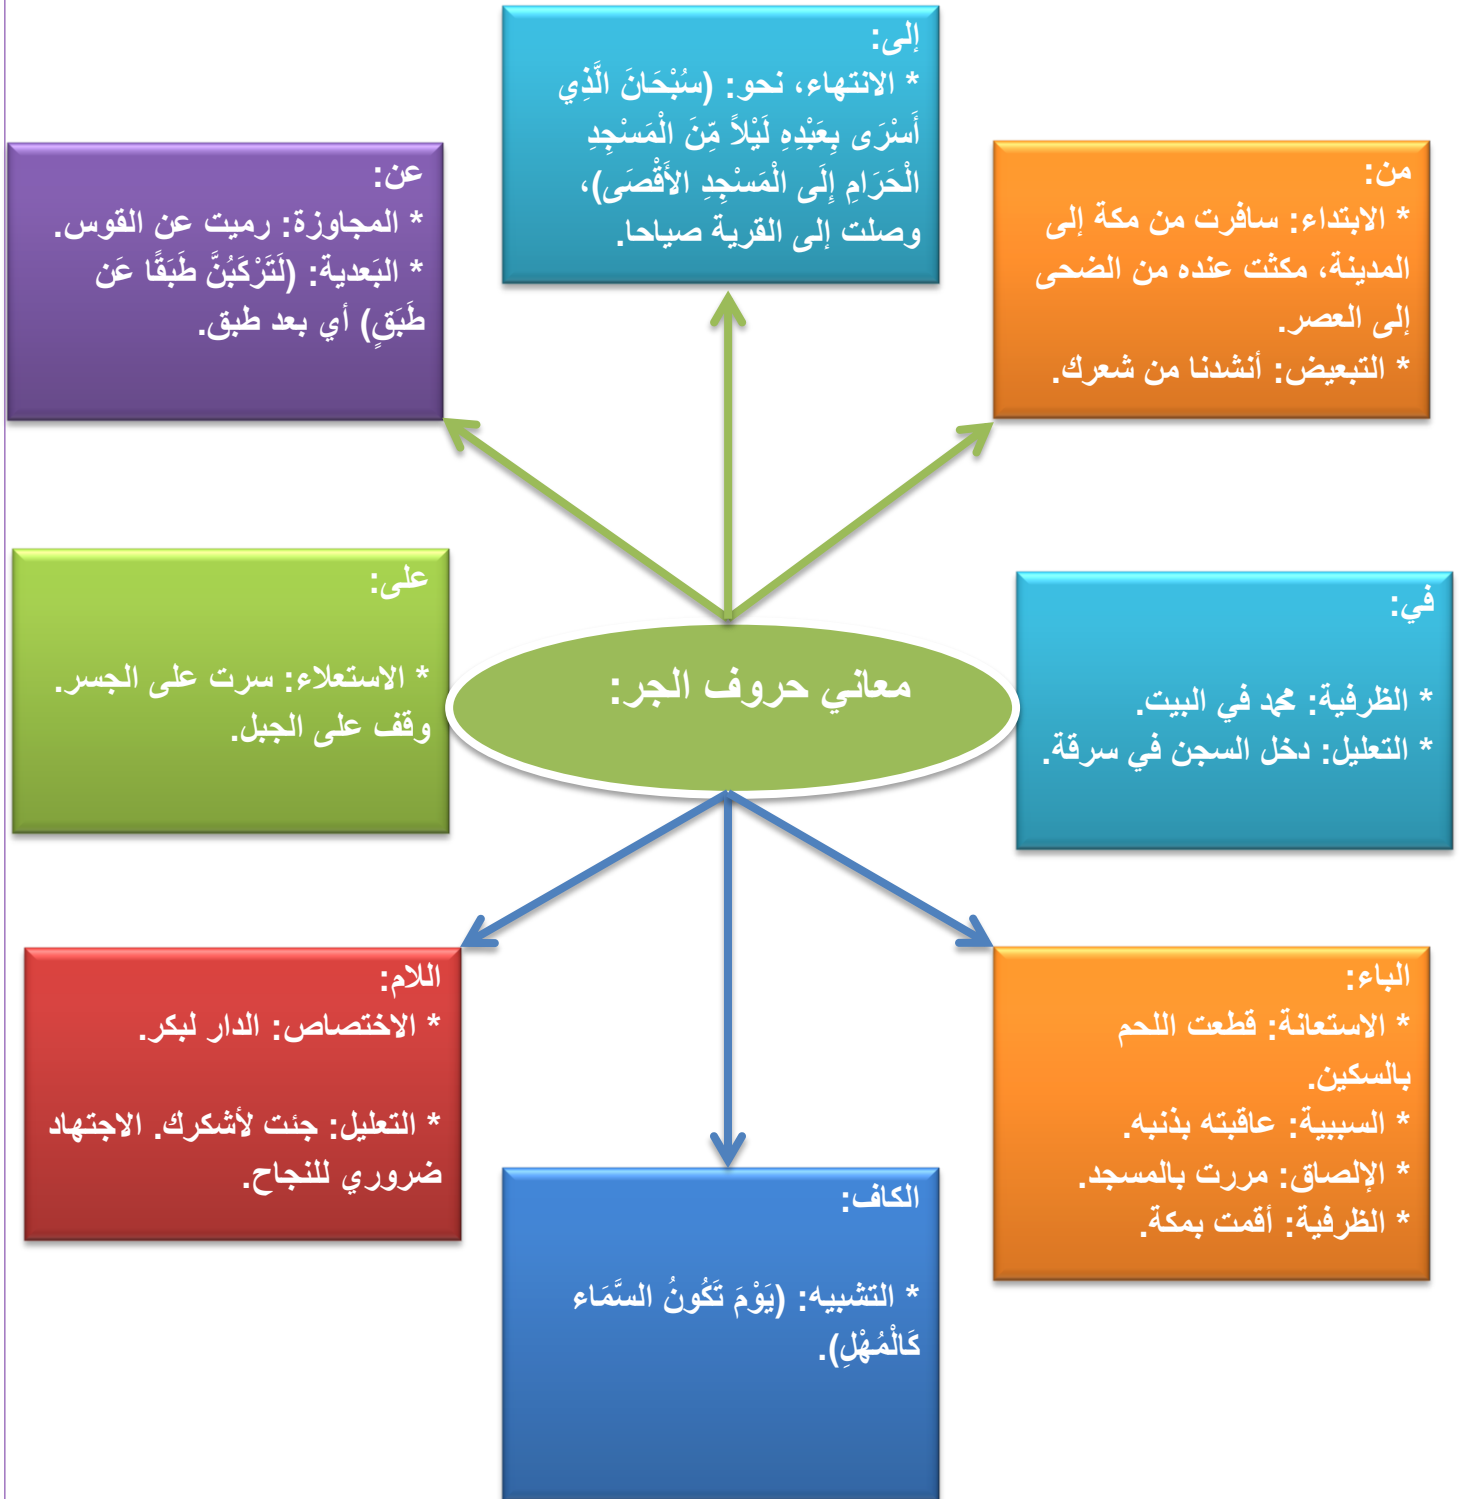 إلى:
* الانتهاء، نحو: (سُبْحَانَ الَّذِي
أَسْرَى بِعَبْدِهِ لَيْلاً مِّنَ الْمَسْجِدِ
الْحَرَامِ إِلَى الْمَسْجِدِ الأَقْصَى)،
وصلت إلى القرية صياحا.
من:
* الابتداء: سافرت من مكة إلى
المدينة، مكثت عنده من الضحى
إلى العصر.
* التبعيض: أنشدنا من شعرك.
عن:
* المجاوزة: رميت عن القوس.
* البَعدية: (لَتَرْكَبُنَّ طَبَقًا عَن
طَبَقٍ) أي بعد طبق.
في:
* الظرفية: محمد في البيت.
* التعليل: دخل السجن في سرقة.
معاني حروف الجر:
على:
* الاستعلاء: سرت على الجسر.
وقف على الجبل.
الباء:
* الاستعانة: قطعت اللحم
بالسكين.
* السببية: عاقبته بذنبه.
* الإلصاق: مررت بالمسجد.
* الظرفية: أقمت بمكة.
اللام:
* الاختصاص: الدار لبكر.
* التعليل: جئت لأشكرك. الاجتهاد
ضروري للنجاح.
الكاف:
* التشبيه: (يَوْمَ تَكُونُ السَّمَاء
كَالْمُهْلِ).